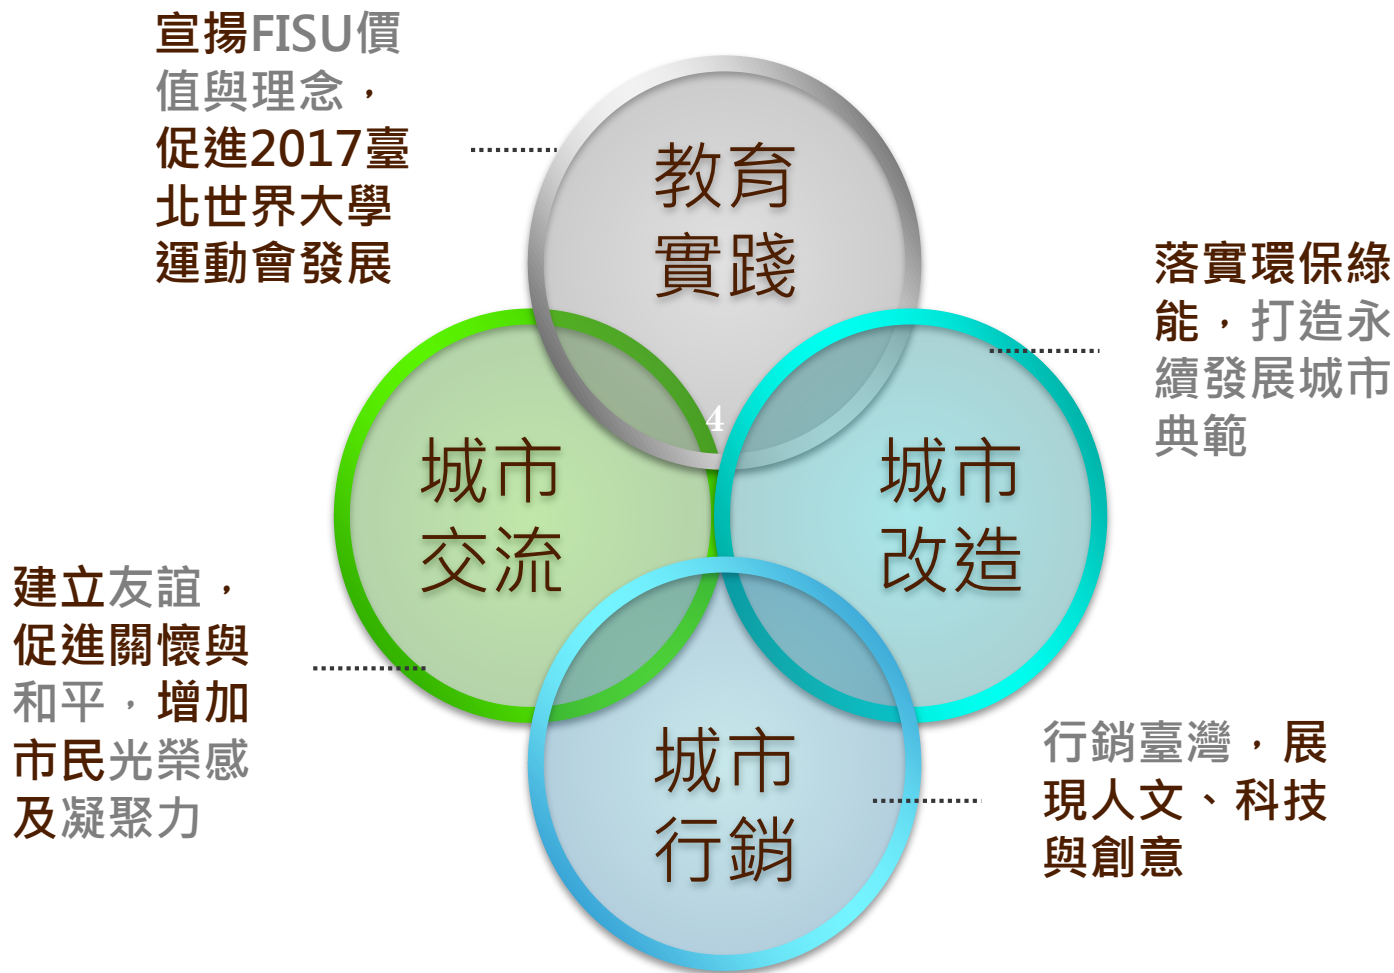 宣揚FISU價
值與理念，
促進2017臺
北世界大學
運動會發展
教育
實踐
落實環保綠
能，打造永
續發展城市
典範
4
城市
交流
城市
改造
建立友誼，
促進關懷與
和平，增加
市民光榮感
及凝聚力
城市
行銷
行銷臺灣，展
現人文、科技
與創意